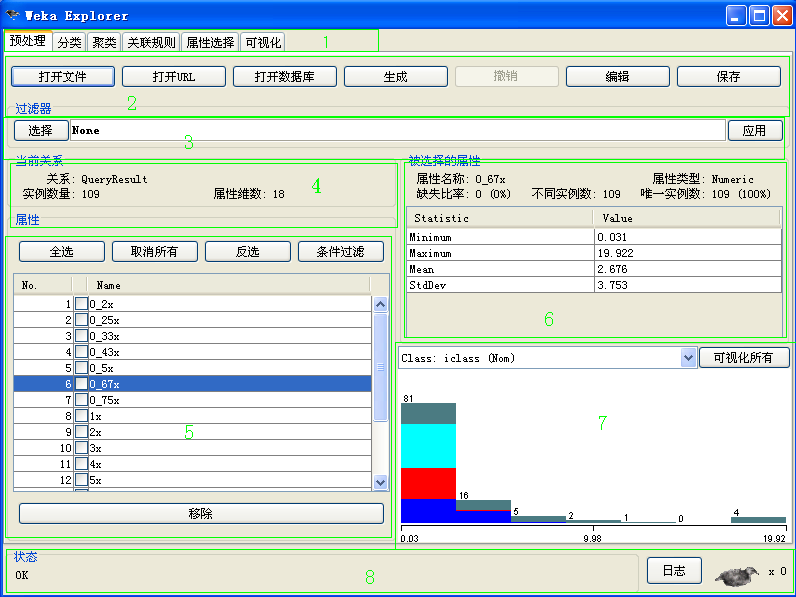 Weka Explorer
预处理 分类 聚类 关联规则 属性选择 可视化 1
打开文件 打开URL 打开数据库 生成 撤销 编辑 保存
2
过滤器
选择 None 应用
3
当前关系
关系: QueryResult
实例数量: 109 属性维数: 18
4
被选择的属性
属性名称: 0_67x 属性类型: Numeric
缺失比率: 0 (0%) 不同实例数: 109 唯一实例数: 109 (100%)
Statistic Value
Minimum 0.031
Maximum 19.922
Mean 2.676
StdDev 3.753
6
属性
全选 取消所有 反选 条件过滤
No. Name
1 0_2x
2 0_25x
3 0_33x
4 0_43x
5 0_5x
6 0_67x
7 0_75x
8 1x
9 2x
10 3x
11 4x
12 5x
5
移除
Class: iclass (Nom) 可视化所有
7
81
16
5
2
1
0
4
0.03 9.98 19.92
状态
OK
8
日志 x 0